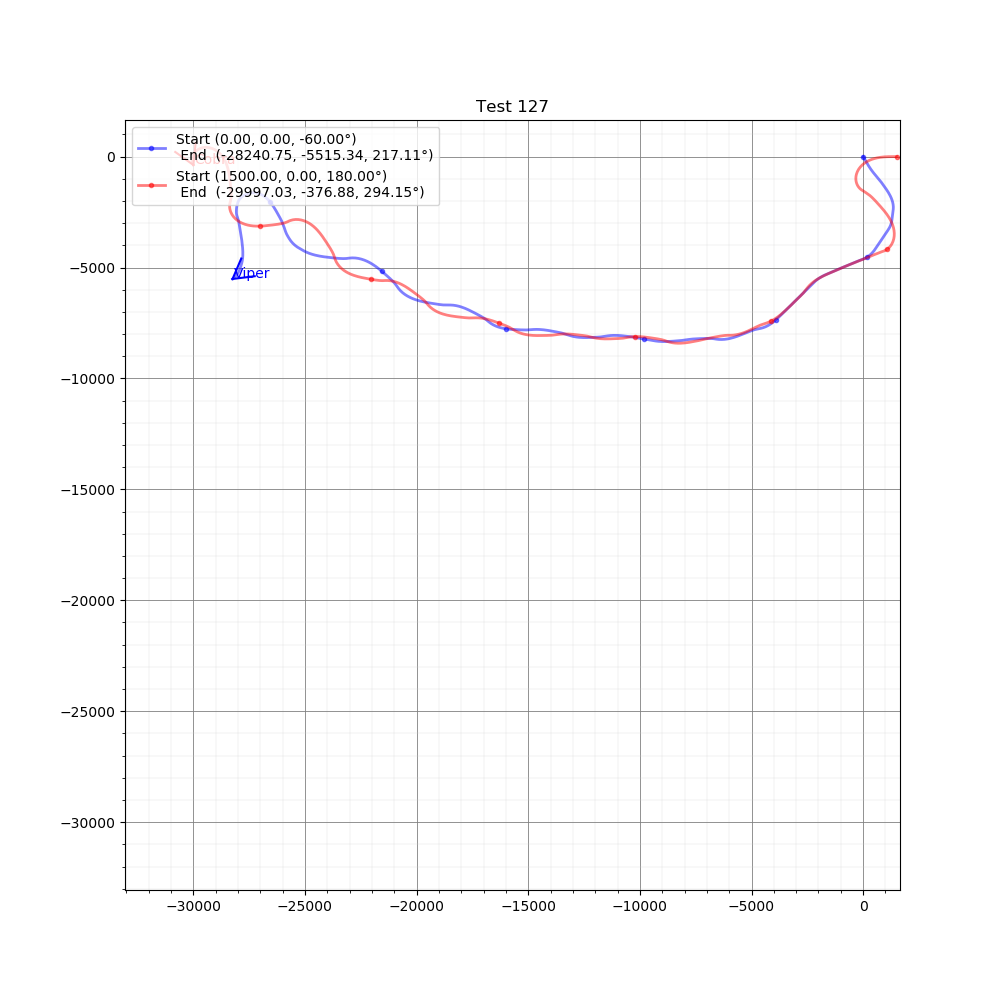 Test 127
Start (0.00, 0.00, -60.00°)
End (-28240.75, -5515.34, 217.11°)
Start (1500.00, 0.00, 180.00°)
End (-29997.03, -376.88, 294.15°)
Viper
0
−5000
−10000
−15000
−20000
−25000
−30000
−30000
−25000
−20000
−15000
−10000
−5000
0